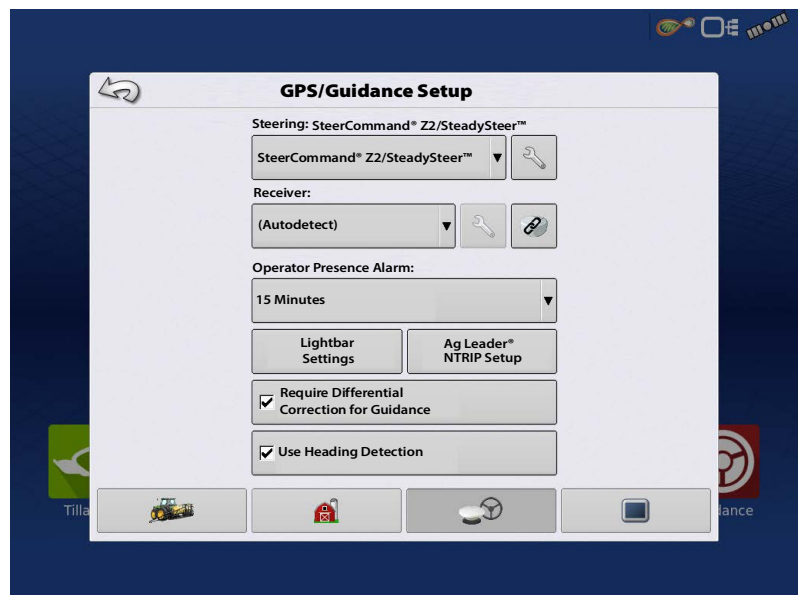 GPS/Guidance Setup
Steering: SteerCommand® Z2/SteadySteer™
SteerCommand® Z2/SteadySteer™
Receiver:
(Autodetect)
Operator Presence Alarm:
15 Minutes
Lightbar
Settings
Ag Leader®
NTRIP Setup
Require Differential
Correction for Guidance
Use Heading Detection
Tilla
dance